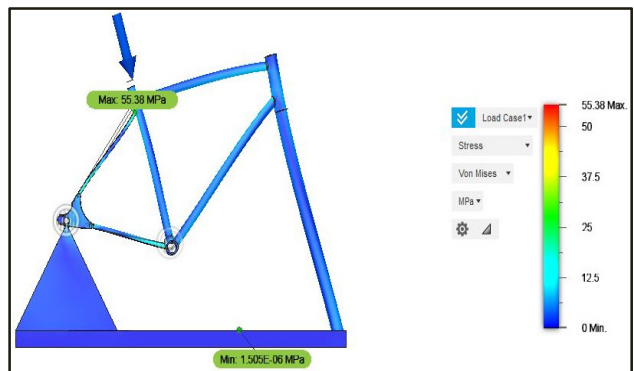 Max: 55.38 MPa
Min: 1.505E-06 MPa
Load Case1
Stress
Von Mises
MPa
55.38 Max.
50
37.5
25
12.5
0 Min.